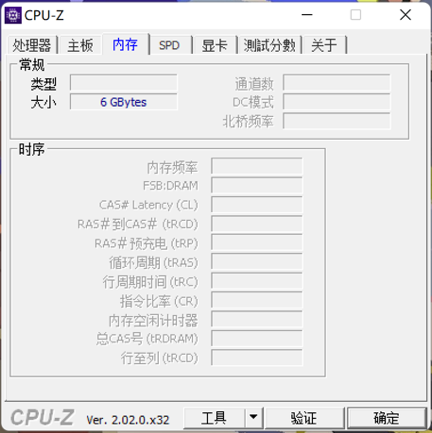 CPU-Z
处理器 主板 内存 SPD 显卡 測試分數 关于
常规
类型 通道数
大小 6 GBytes DC模式
北桥频率
时序
内存频率
FSB:DRAM
CAS# Latency (CL)
RAS#到CAS# (tRCD)
RAS#预充电 (tRP)
循环周期 (tRAS)
行周期时间 (tRC)
指令比率 (CR)
内存空闲计时器
总CAS号 (tRDRAM)
行至列 (tRCD)
CPU-Z Ver. 2.02.0.x32 工具 验证 确定